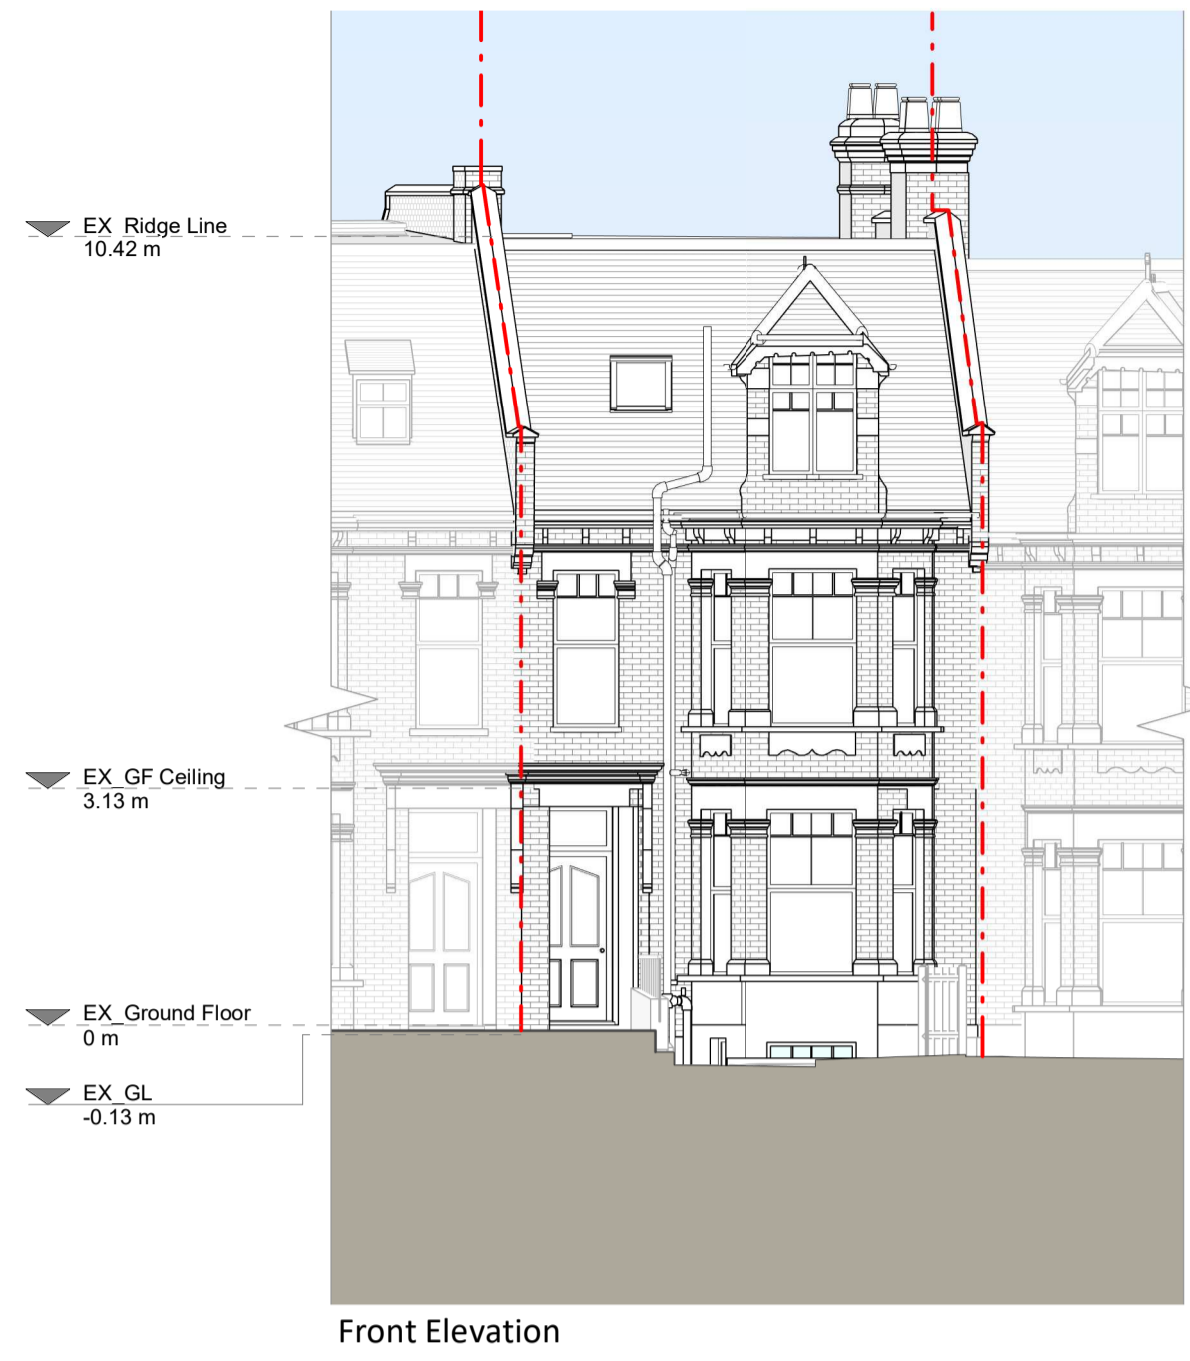 EX_Ridge Line
10.42 m
EX_GF Ceiling
3.13 m
EX_Ground Floor
0 m
EX_GL
-0.13 m
Front Elevation